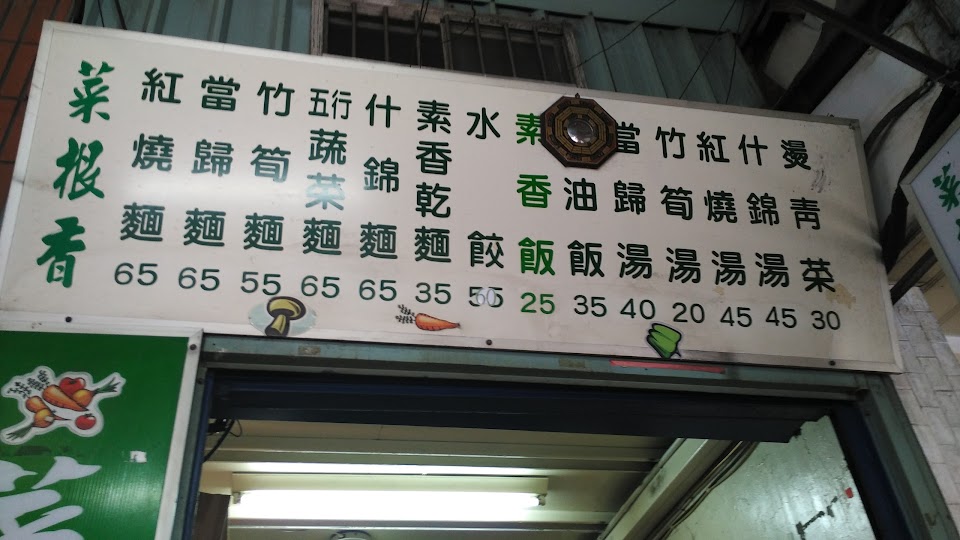 菜根香
紅燒麵 65
當歸麵 65
竹筍麵 55
五行蔬菜麵 65
什錦麵 65
素香乾麵 35
水餃 60
素香飯 25
油飯 35
當歸湯 40
竹筍湯 20
紅燒湯 45
什錦湯 45
燙青菜 30